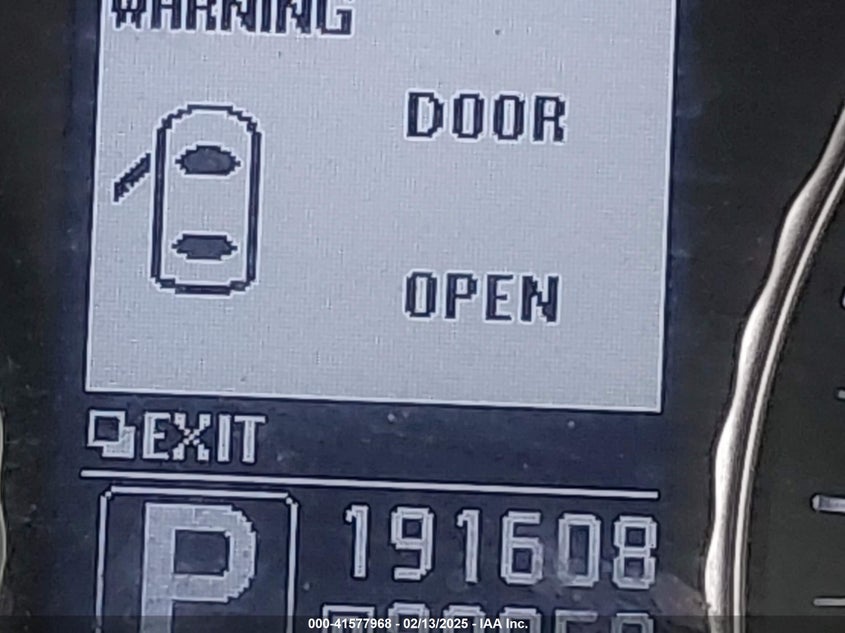 WARNING
DOOR
OPEN
EXIT
P 191608
000-41577968 - 02/13/2025 - IAA Inc.